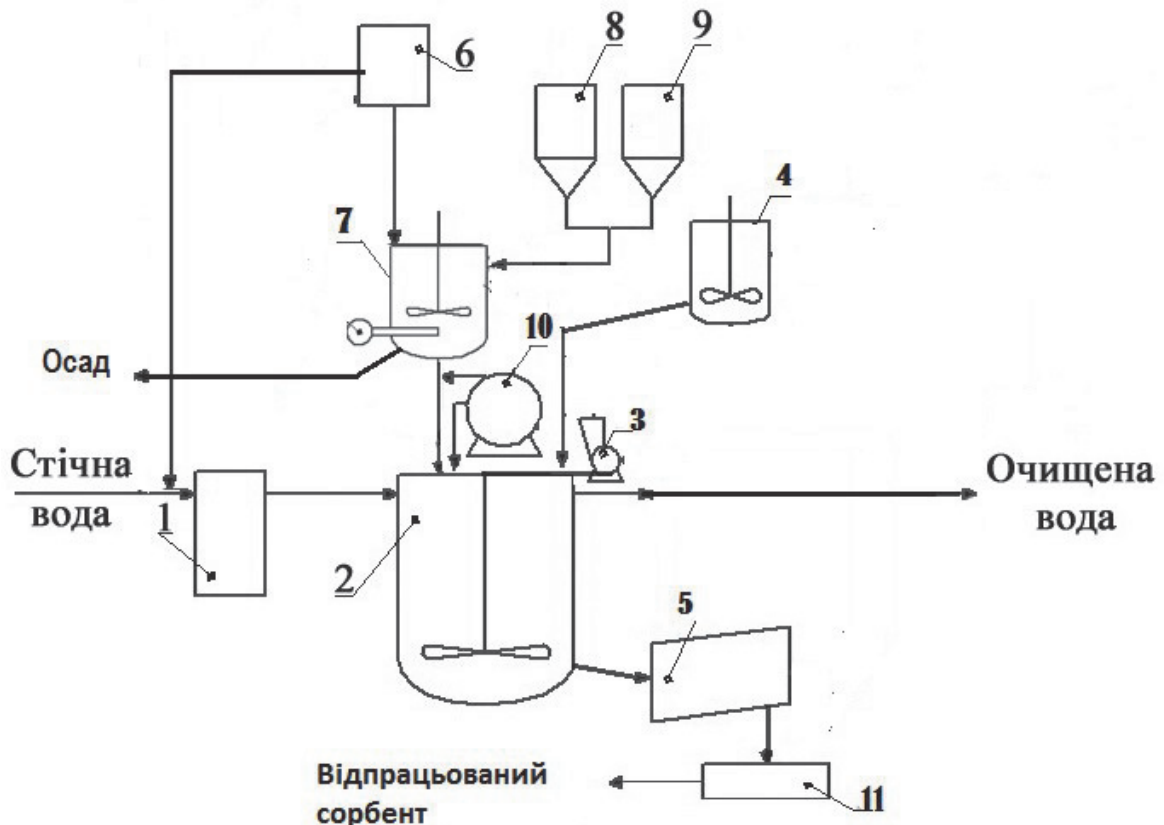 6
8
9
4
7
10
Осад
3
Стічна
вода
Очищена
вода
1
2
5
Відпрацьований
сорбент
11